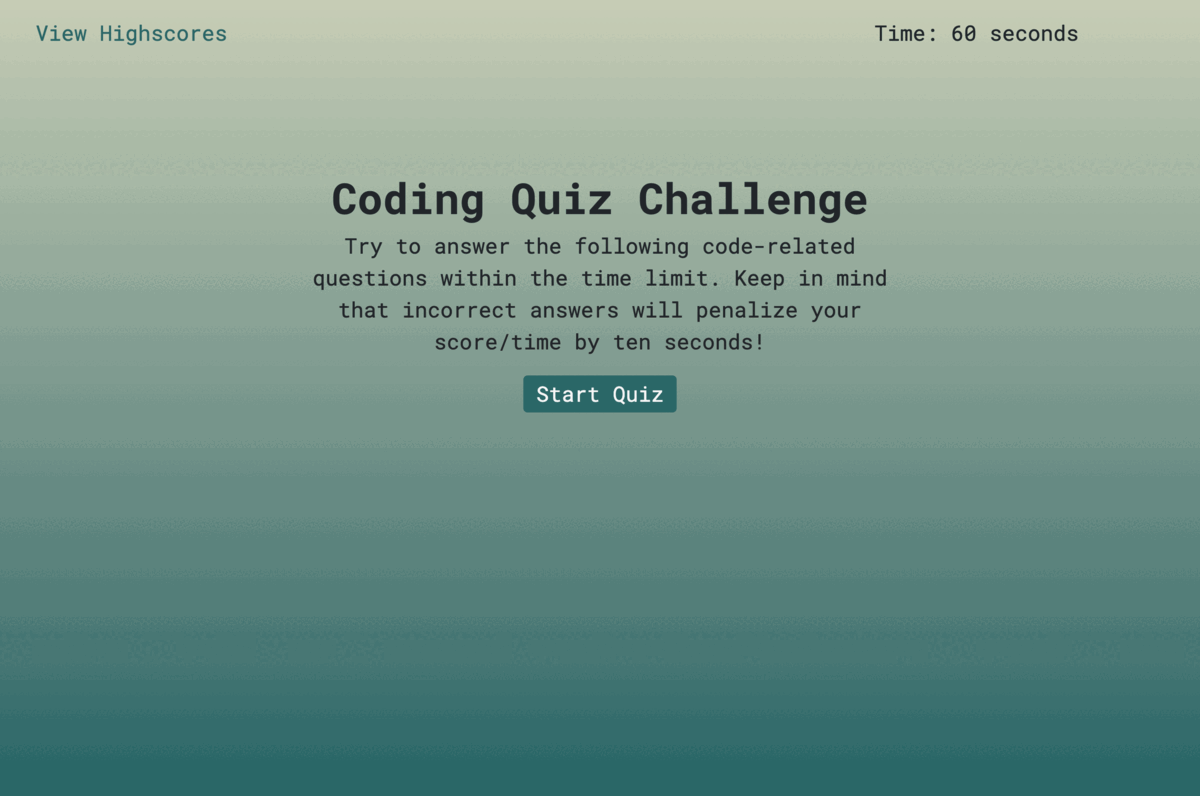 View Highscores
Time: 60 seconds
Coding Quiz Challenge
Try to answer the following code-related
questions within the time limit. Keep in mind
that incorrect answers will penalize your
score/time by ten seconds!
Start Quiz